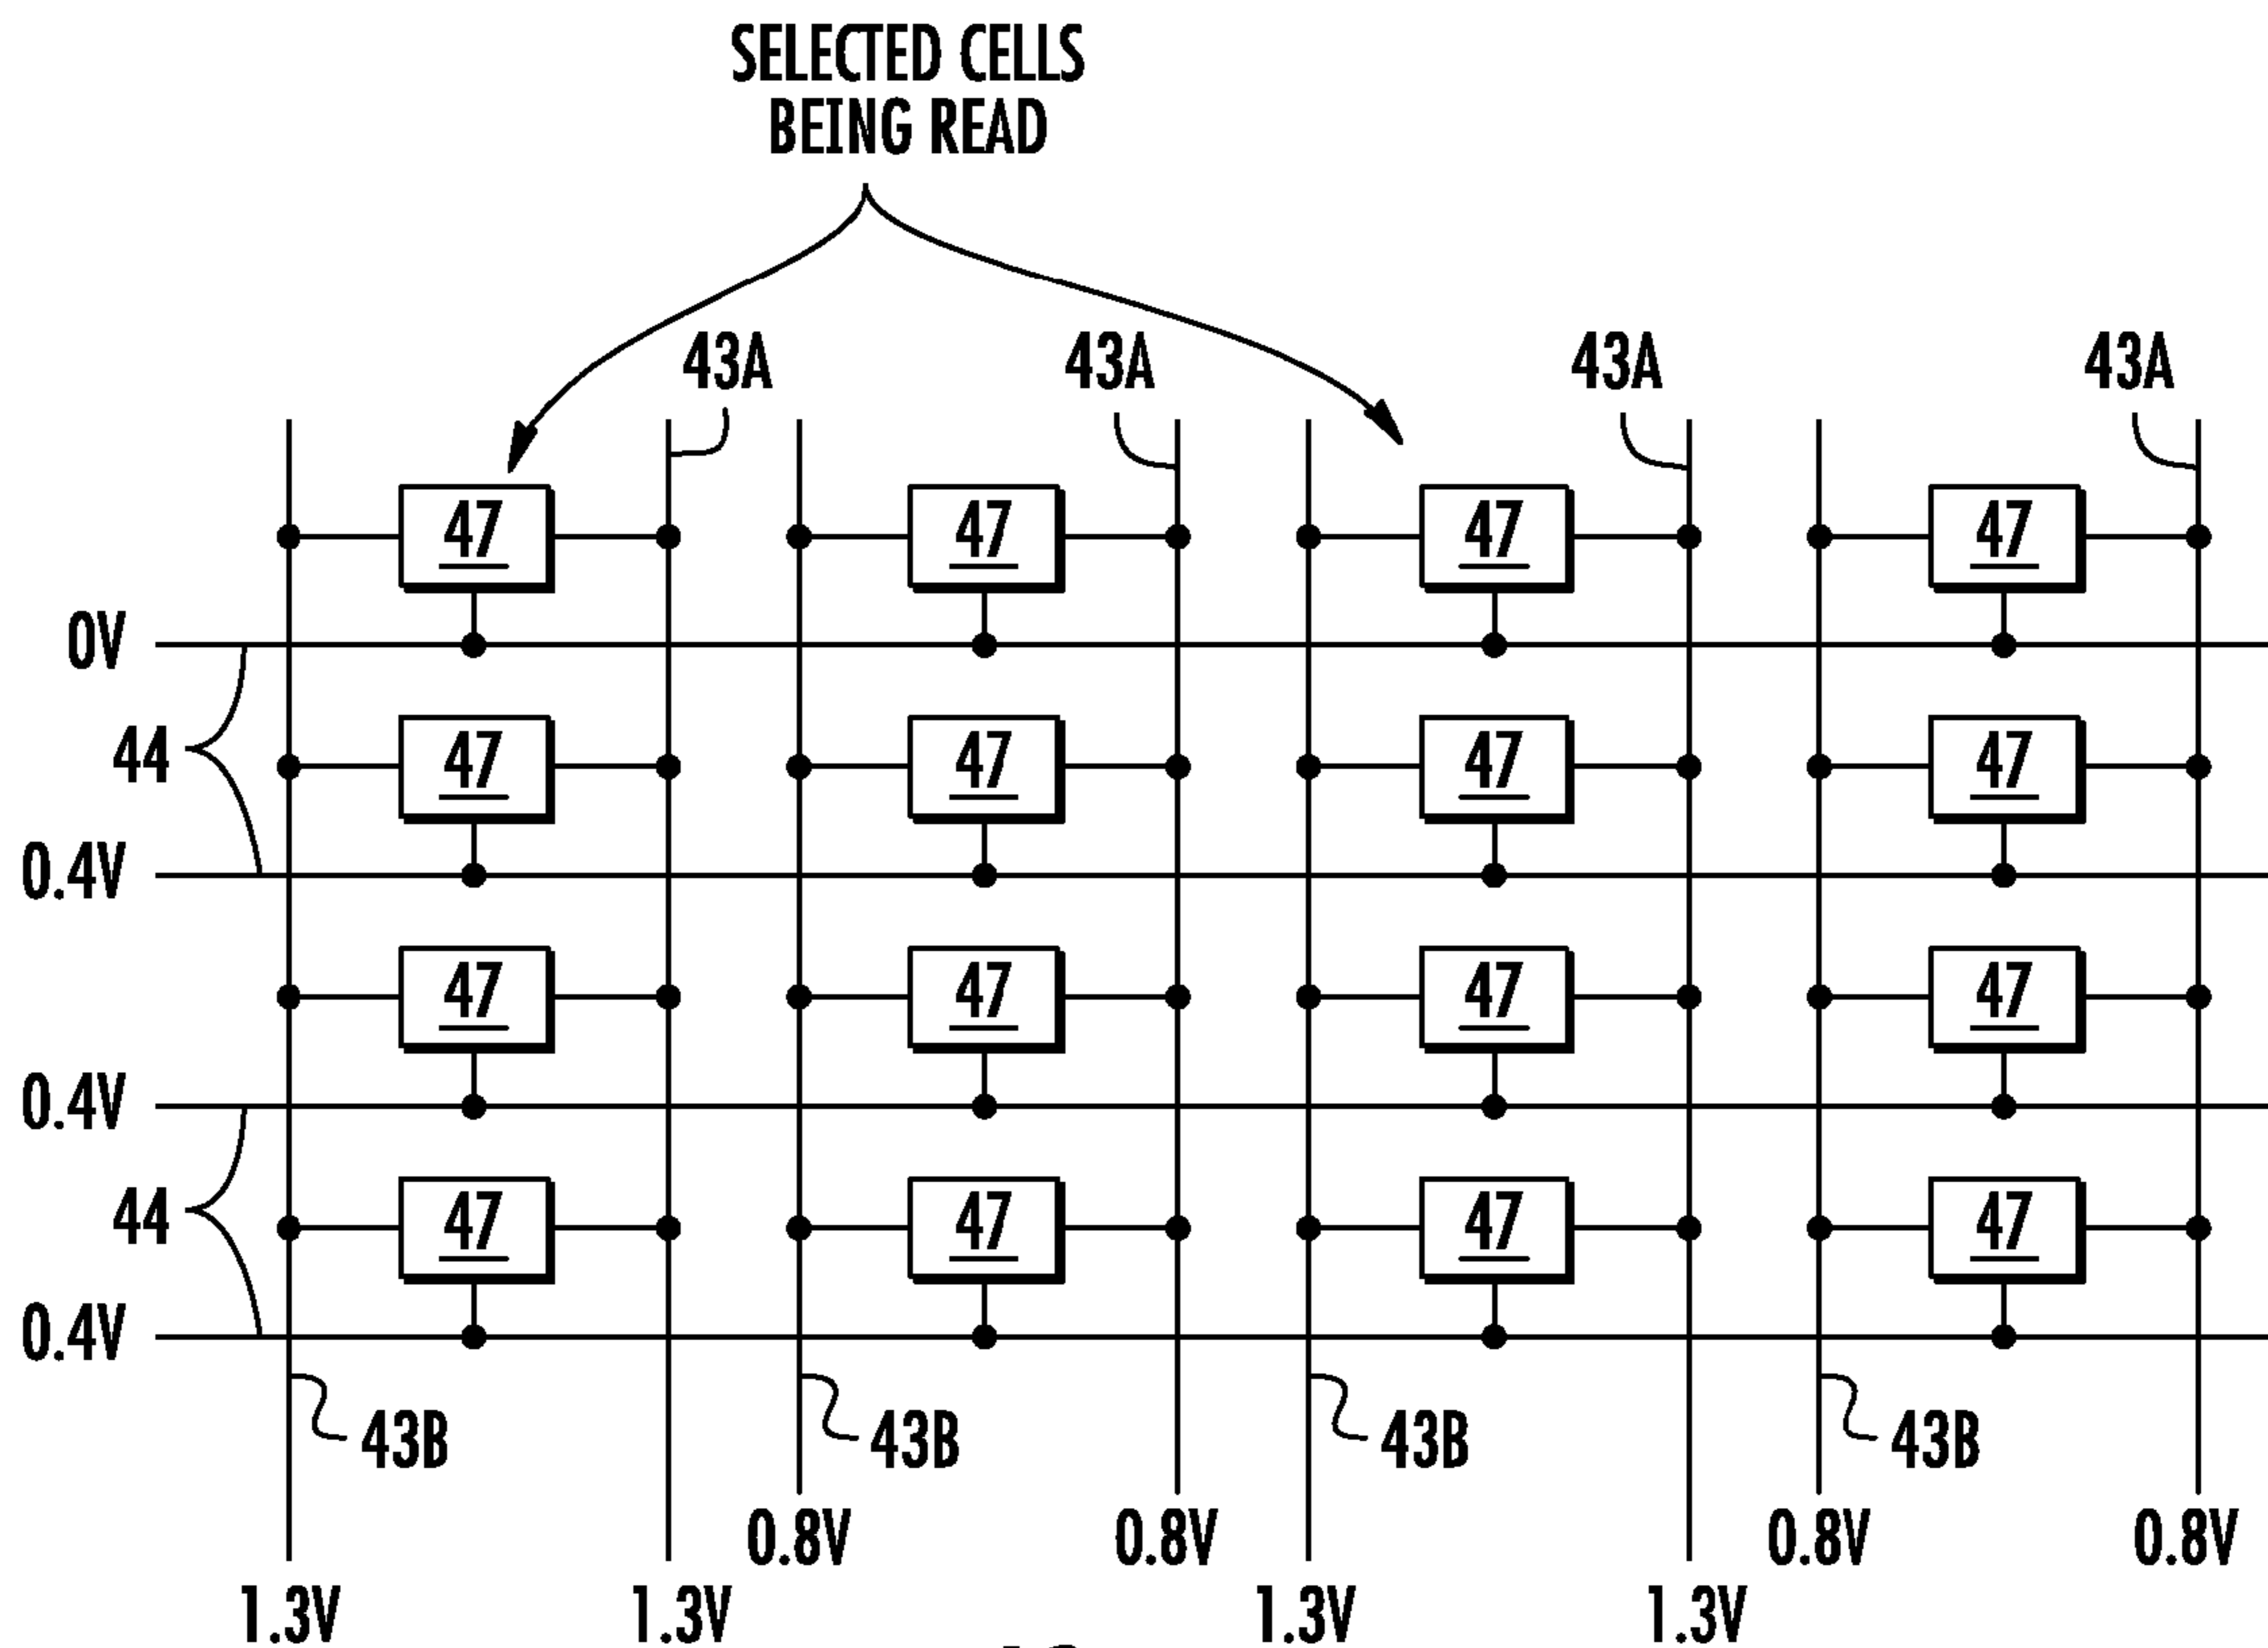 SELECTED CELLS
BEING READ
43A 43A 43A 43A
47 47 47 47
0V
44
47 47 47 47
0.4V
47 47 47 47
0.4V
44
47 47 47 47
0.4V
43B 43B 43B 43B
0.8V 0.8V 0.8V 0.8V
1.3V 1.3V 1.3V 1.3V